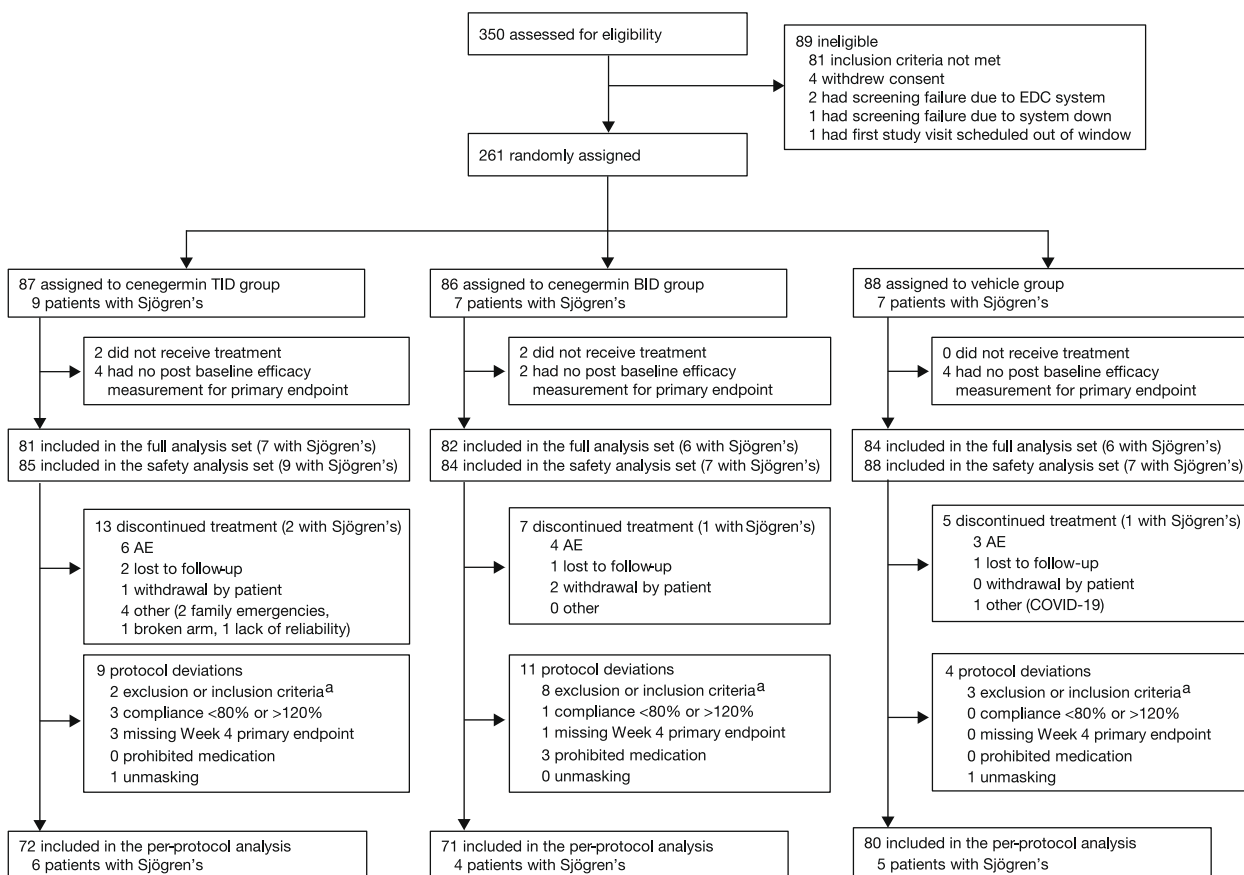 350 assessed for eligibility
89 ineligible
81 inclusion criteria not met
4 withdrew consent
2 had screening failure due to EDC system
1 had screening failure due to system down
1 had first study visit scheduled out of window
261 randomly assigned
87 assigned to cenegermin TID group
9 patients with Sjögren's
86 assigned to cenegermin BID group
7 patients with Sjögren's
88 assigned to vehicle group
7 patients with Sjögren's
2 did not receive treatment
4 had no post baseline efficacy
measurement for primary endpoint
2 did not receive treatment
2 had no post baseline efficacy
measurement for primary endpoint
0 did not receive treatment
4 had no post baseline efficacy
measurement for primary endpoint
81 included in the full analysis set (7 with Sjögren's)
85 included in the safety analysis set (9 with Sjögren's)
82 included in the full analysis set (6 with Sjögren's)
84 included in the safety analysis set (7 with Sjögren's)
84 included in the full analysis set (6 with Sjögren's)
88 included in the safety analysis set (7 with Sjögren's)
13 discontinued treatment (2 with Sjögren's)
6 AE
2 lost to follow-up
1 withdrawal by patient
4 other (2 family emergencies,
1 broken arm, 1 lack of reliability)
7 discontinued treatment (1 with Sjögren's)
4 AE
1 lost to follow-up
2 withdrawal by patient
0 other
5 discontinued treatment (1 with Sjögren's)
3 AE
1 lost to follow-up
0 withdrawal by patient
1 other (COVID-19)
9 protocol deviations
2 exclusion or inclusion criteriaa
3 compliance <80% or >120%
3 missing Week 4 primary endpoint
0 prohibited medication
1 unmasking
11 protocol deviations
8 exclusion or inclusion criteriaa
1 compliance <80% or >120%
1 missing Week 4 primary endpoint
3 prohibited medication
0 unmasking
4 protocol deviations
3 exclusion or inclusion criteriaa
0 compliance <80% or >120%
0 missing Week 4 primary endpoint
0 prohibited medication
1 unmasking
72 included in the per-protocol analysis
6 patients with Sjögren's
71 included in the per-protocol analysis
4 patients with Sjögren's
80 included in the per-protocol analysis
5 patients with Sjögren's